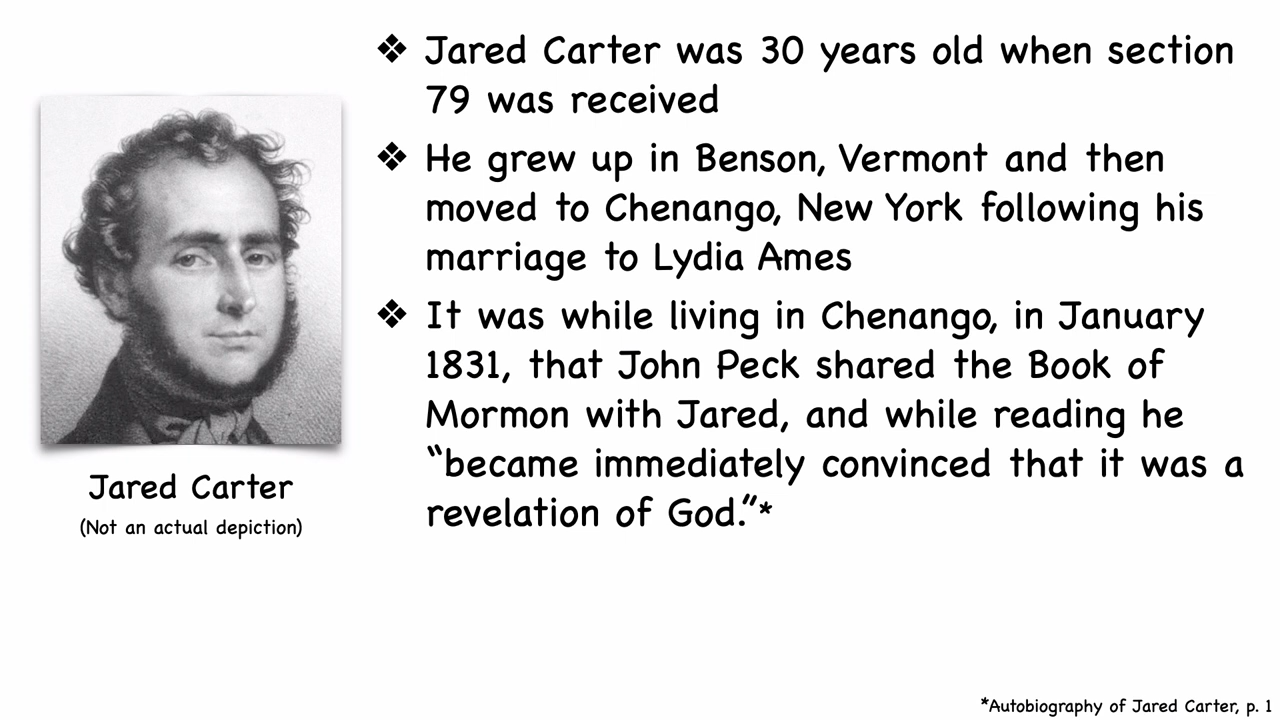 ❖ Jared Carter was 30 years old when section
79 was received
❖ He grew up in Benson, Vermont and then
moved to Chenango, New York following his
marriage to Lydia Ames
❖ It was while living in Chenango, in January
1831, that John Peck shared the Book of
Mormon with Jared, and while reading he
“became immediately convinced that it was a
revelation of God.”*
Jared Carter
(Not an actual depiction)
*Autobiography of Jared Carter, p. 1